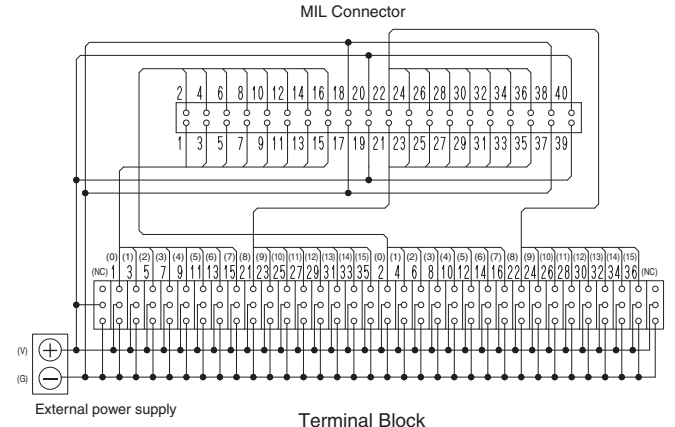 MIL Connector
2 4 6 8 10 12 14 16 18 20 22 24 26 28 30 32 34 36 38 40
1 3 5 7 9 11 13 15 17 19 21 23 25 27 29 31 33 35 37 39
(0) (1) (2) (3) (4) (5) (6) (7) (8) (9) (10) (11) (12) (13) (14) (15) (0) (1) (2) (3) (4) (5) (6) (7) (8) (9) (10) (11) (12) (13) (14) (15)
(NC) 1 3 5 7 9 11 13 15 21 23 25 27 29 31 33 35 2 4 6 8 10 12 14 16 22 24 26 28 30 32 34 36 (NC)
(V)
(G)
External power supply
Terminal Block